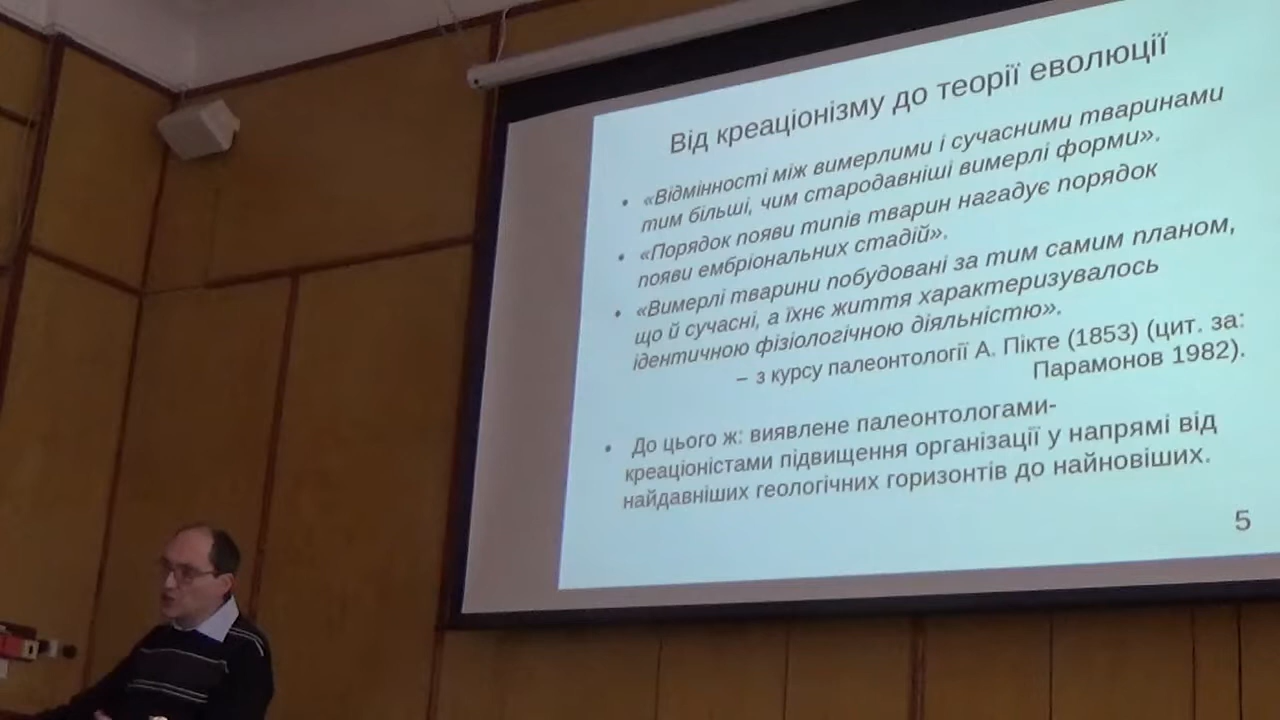 Від креаціонізму до теорії еволюції
• «Відмінності між вимерлими і сучасними тваринами
тим більші, чим стародавніші вимерлі форми».
• «Порядок появи типів тварин нагадує порядок
появи ембріональних стадій».
• «Вимерлі тварини побудовані за тим самим планом,
що й сучасні, а їхнє життя характеризувалось
ідентичною фізіологічною діяльністю».
– з курсу палеонтології А. Пікте (1853) (цит. за:
Парамонов 1982).
• До цього ж: виявлене палеонтологами-
креаціоністами підвищення організації у напрямі від
найдавніших геологічних горизонтів до найновіших.
5